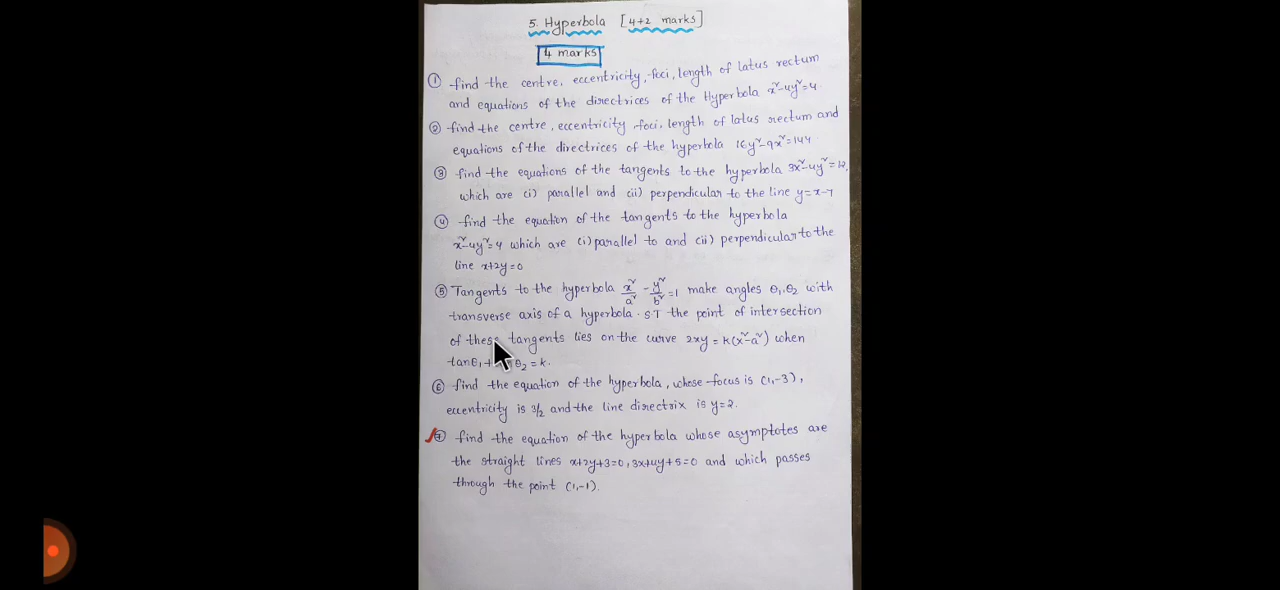 5. Hyperbola [4+2 marks]
4 marks
① find the centre, eccentricity, foci, length of latus rectum
and equations of the directrices of the Hyperbola x²-4y²=4.
② find the centre, eccentricity foci, length of latus rectum and
equations of the directrices of the hyperbola 16y²-9x²=144
③ find the equations of the tangents to the hyperbola 3x²-4y²=12,
which are (i) parallel and (ii) perpendicular to the line y=x-7
④ find the equation of the tangents to the hyperbola
x²-4y²=4 which are (i) parallel to and (ii) perpendicular to the
line x+2y=0
⑤ Tangents to the hyperbola x²/a² - y²/b² =1 make angles θ₁,θ₂ with
transverse axis of a hyperbola. S.T the point of intersection
of these tangents lies on the curve 2xy = k(x²-a²) when
tanθ₁+ θ₂ = k.
⑥ find the equation of the hyperbola, whose focus is (1,-3),
eccentricity is 3/2 and the line directrix is y=2.
⑦ find the equation of the hyperbola whose asymptotes are
the straight lines x+2y+3=0, 3x+4y+5=0 and which passes
through the point (1,-1).